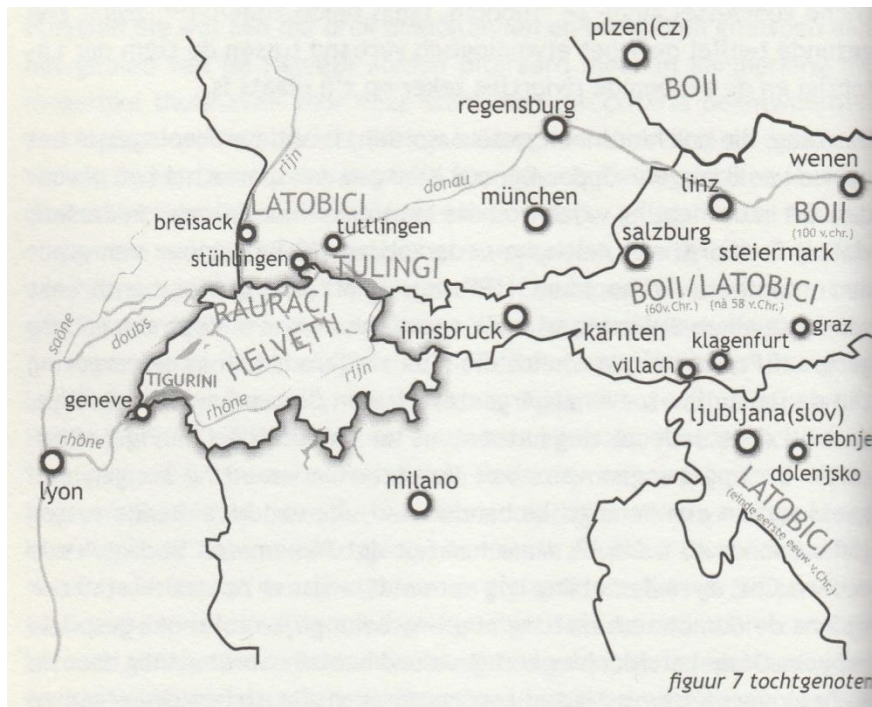 plzen(cz)
BOII
regensburg
rijn
donau
wenen
linz
LATOBICI
münchen
BOII
(100 v.chr.)
breisack
tuttlingen
salzburg
steiermark
stühlingen
TULINGI
RAURACI
BOII/LATOBICI
(60v.Chr.) (nà 58 v.Chr.)
saône
doubs
HELVETII
innsbruck
kärnten
graz
klagenfurt
rijn
villach
TIGURINI
geneve
rhône
ljubljana(slov)
rhône
trebnje
lyon
milano
dolenjsko
LATOBICI
(einde eerste eeuw v.Chr.)
figuur 7 tochtgenoten